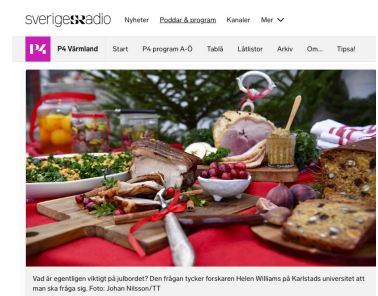 sverigesradio Nyheter Poddar & program Kanaler Mer
P4 P4 Värmland Start P4 program A-Ö Tablå Låtlistor Arkiv Om... Tipsa!
Vad är egentligen viktigt på julbordet? Den frågan tycker forskaren Helen Williams på Karlstads universitet att
man ska fråga sig. Foto: Johan Nilsson/TT